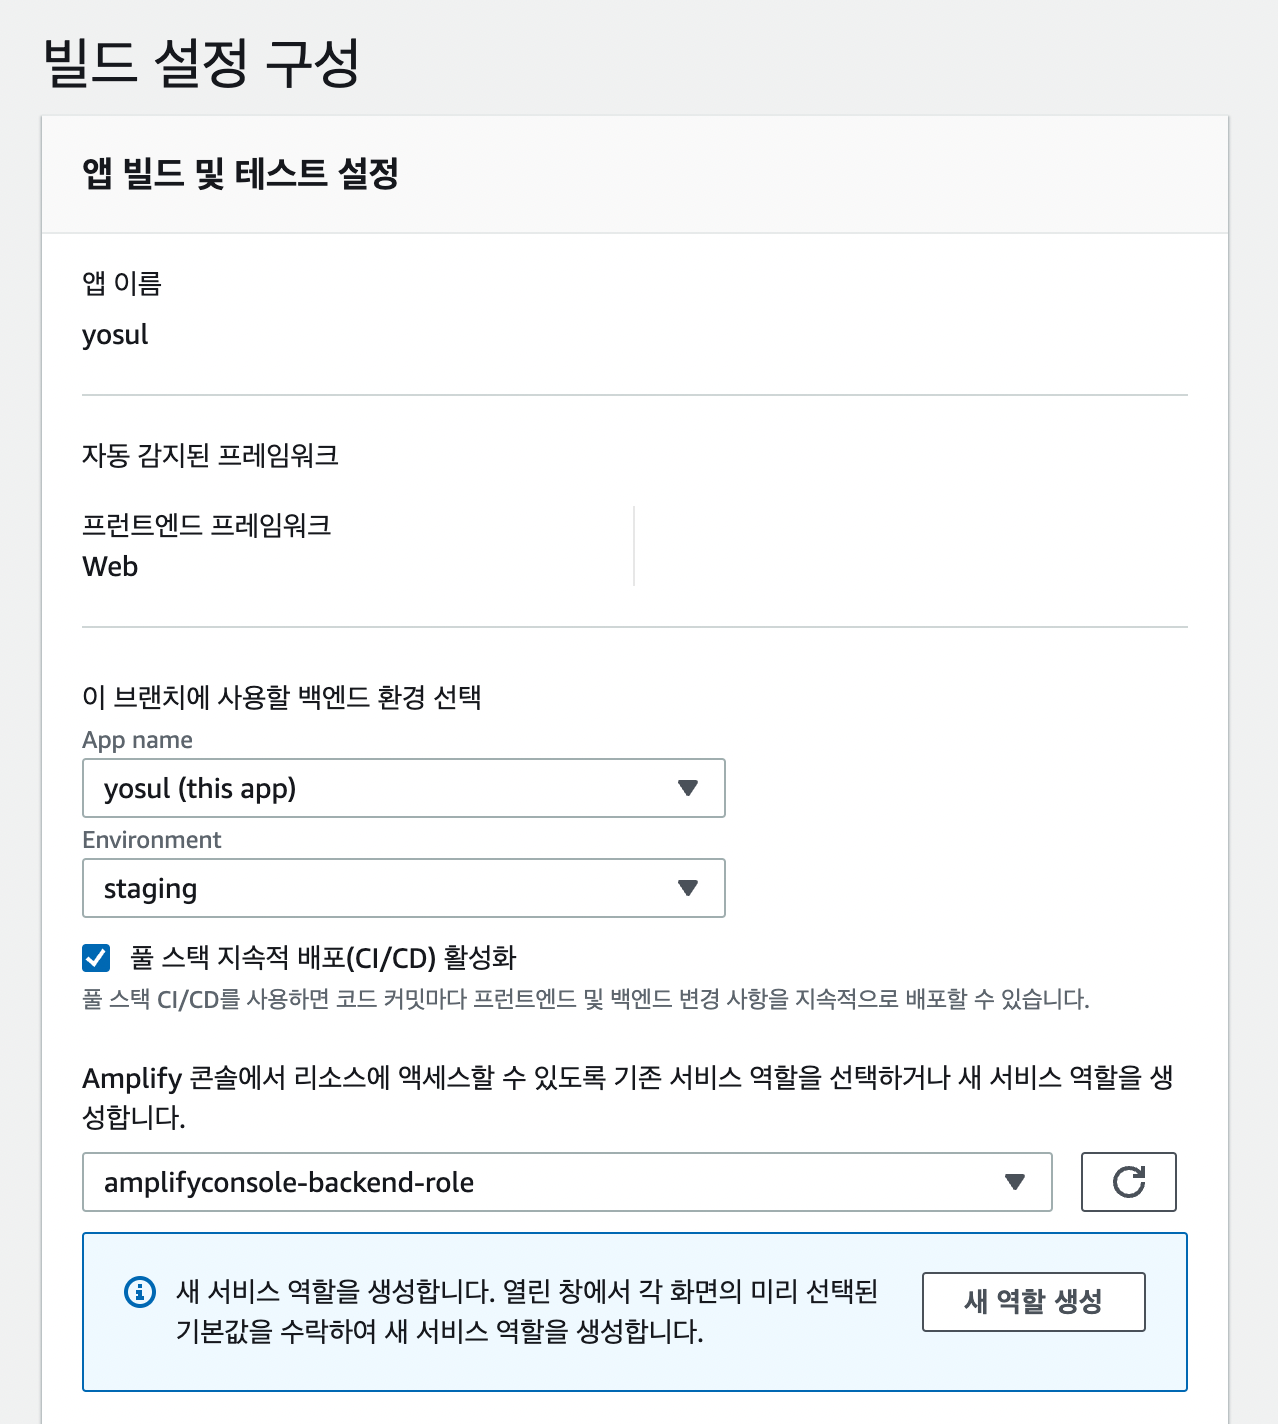 빌드 설정 구성
앱 빌드 및 테스트 설정
앱 이름
yosul
자동 감지된 프레임워크
프런트엔드 프레임워크
Web
이 브랜치에 사용할 백엔드 환경 선택
App name
yosul (this app)
Environment
staging
풀 스택 지속적 배포(CI/CD) 활성화
풀 스택 CI/CD를 사용하면 코드 커밋마다 프런트엔드 및 백엔드 변경 사항을 지속적으로 배포할 수 있습니다.
Amplify 콘솔에서 리소스에 액세스할 수 있도록 기존 서비스 역할을 선택하거나 새 서비스 역할을 생
성합니다.
amplifyconsole-backend-role
새 서비스 역할을 생성합니다. 열린 창에서 각 화면의 미리 선택된
기본값을 수락하여 새 서비스 역할을 생성합니다.
새 역할 생성